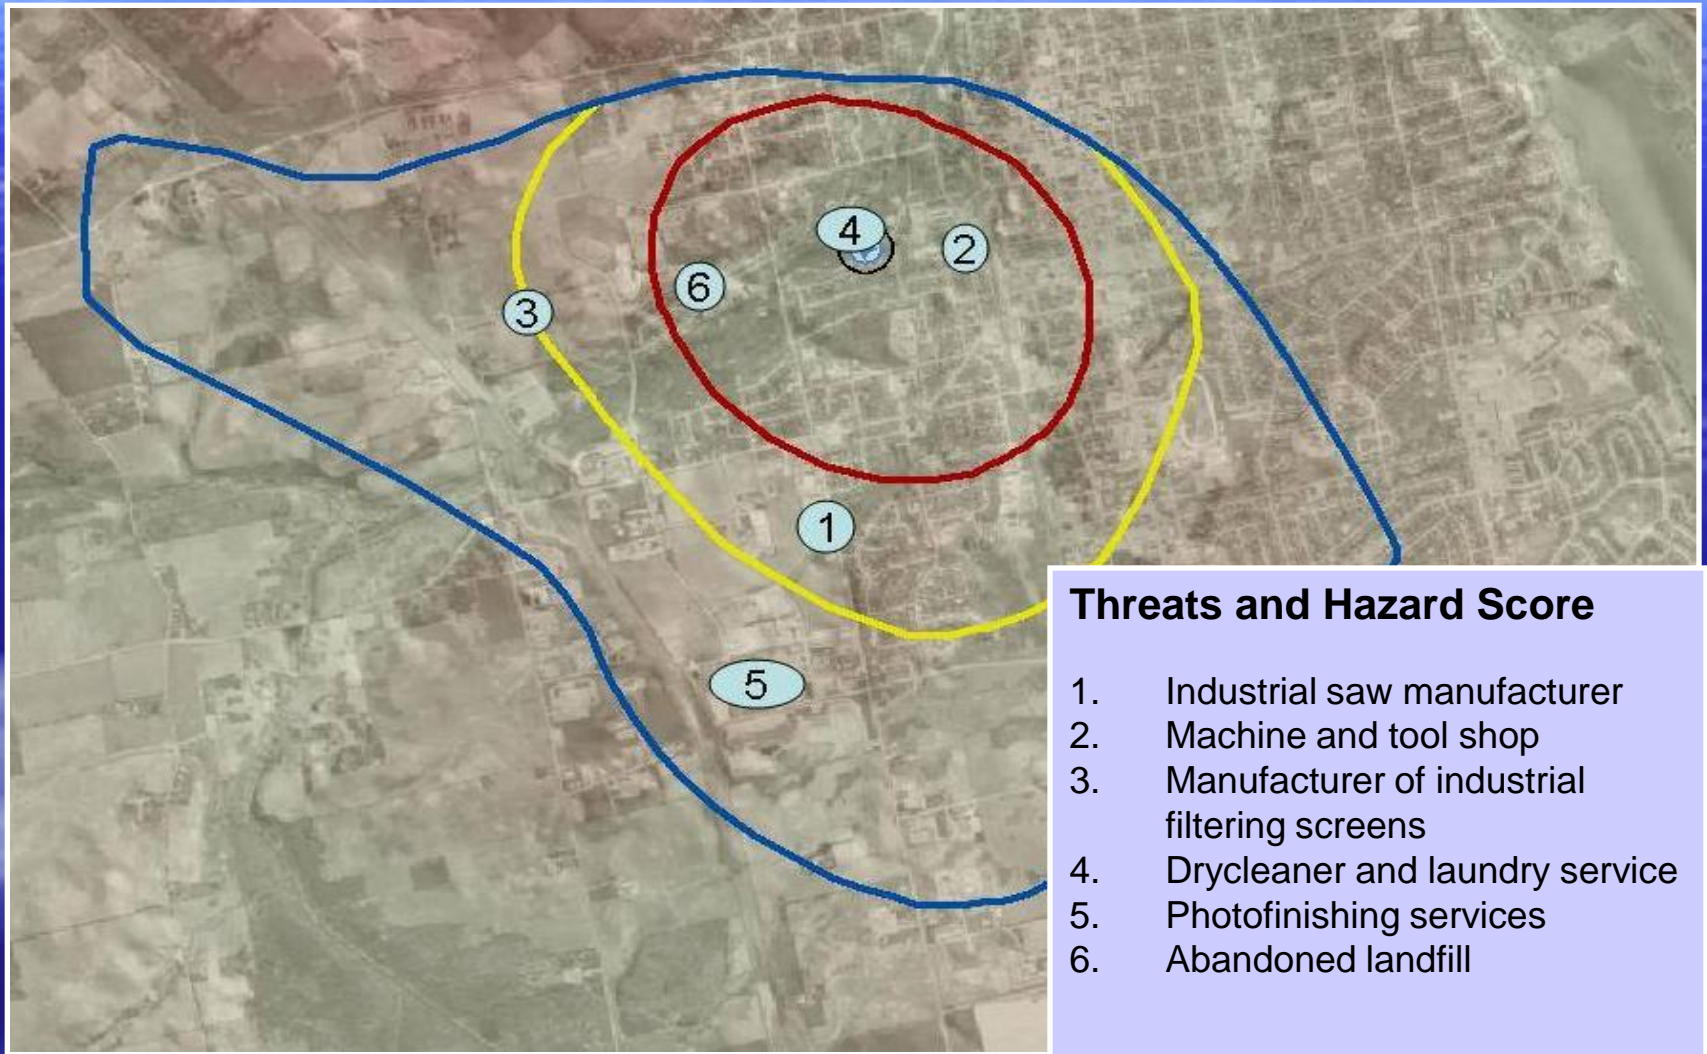 4
2
6
3
1
5
Threats and Hazard Score
1. Industrial saw manufacturer
2. Machine and tool shop
3. Manufacturer of industrial
filtering screens
4. Drycleaner and laundry service
5. Photofinishing services
6. Abandoned landfill